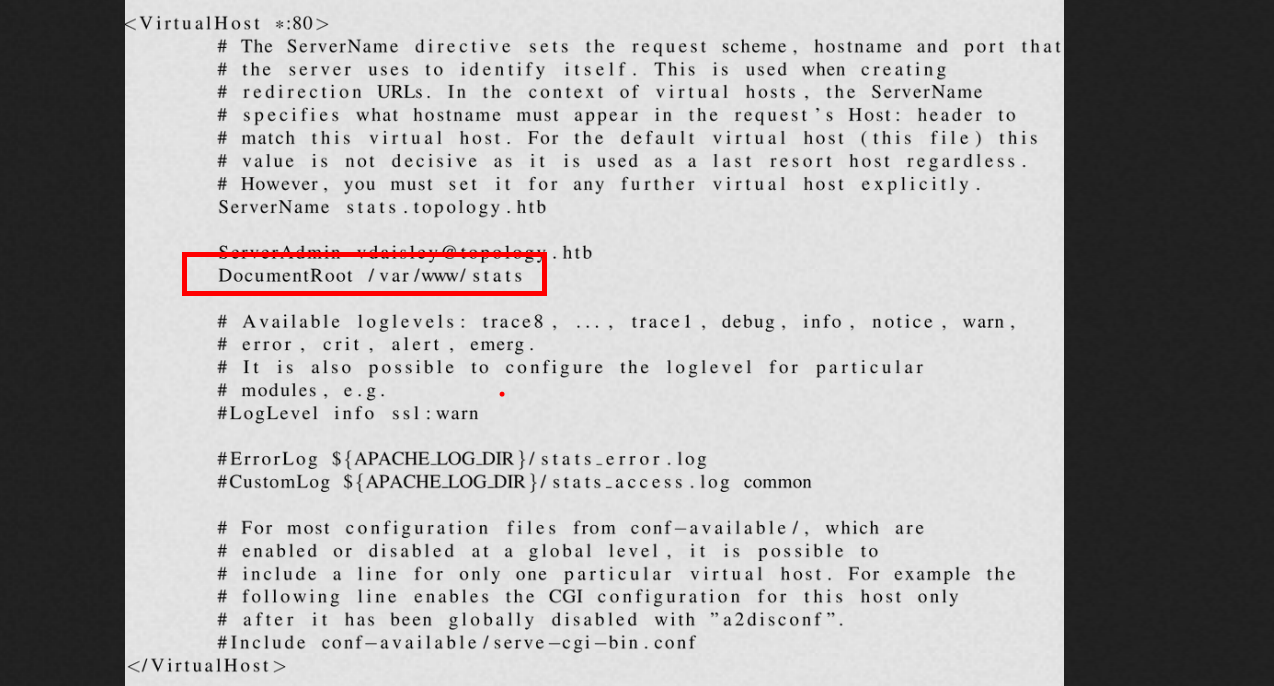 <VirtualHost *:80>
# The ServerName directive sets the request scheme, hostname and port that
# the server uses to identify itself. This is used when creating
# redirection URLs. In the context of virtual hosts, the ServerName
# specifies what hostname must appear in the request's Host: header to
# match this virtual host. For the default virtual host (this file) this
# value is not decisive as it is used as a last resort host regardless.
# However, you must set it for any further virtual host explicitly.
ServerName stats.topology.htb
ServerAdmin vdaisley@topology.htb
DocumentRoot /var/www/stats
# Available loglevels: trace8, ..., trace1, debug, info, notice, warn,
# error, crit, alert, emerg.
# It is also possible to configure the loglevel for particular
# modules, e.g.
#LogLevel info ssl:warn
#ErrorLog ${APACHE_LOG_DIR}/stats_error.log
#CustomLog ${APACHE_LOG_DIR}/stats_access.log common
# For most configuration files from conf−available/, which are
# enabled or disabled at a global level, it is possible to
# include a line for only one particular virtual host. For example the
# following line enables the CGI configuration for this host only
# after it has been globally disabled with ”a2disconf”.
#Include conf−available/serve−cgi−bin.conf
</VirtualHost>